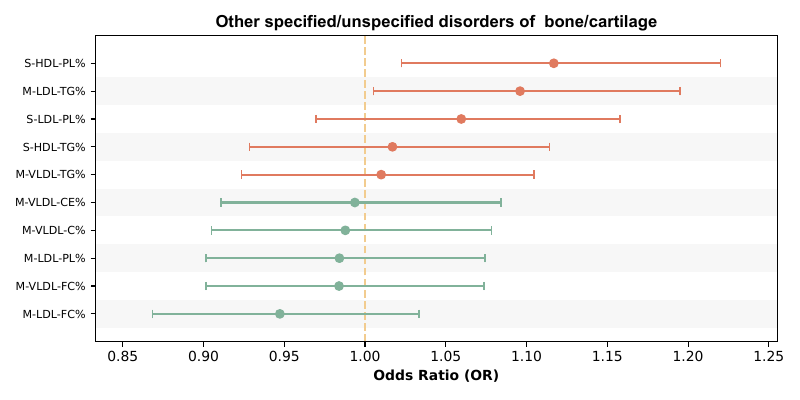 Other specified/unspecified disorders of  bone/cartilage
S-HDL-PL%
M-LDL-TG%
S-LDL-PL%
S-HDL-TG%
M-VLDL-TG%
M-VLDL-CE%
M-VLDL-C%
M-LDL-PL%
M-VLDL-FC%
M-LDL-FC%
0.85 0.90 0.95 1.00 1.05 1.10 1.15 1.20 1.25
Odds Ratio (OR)